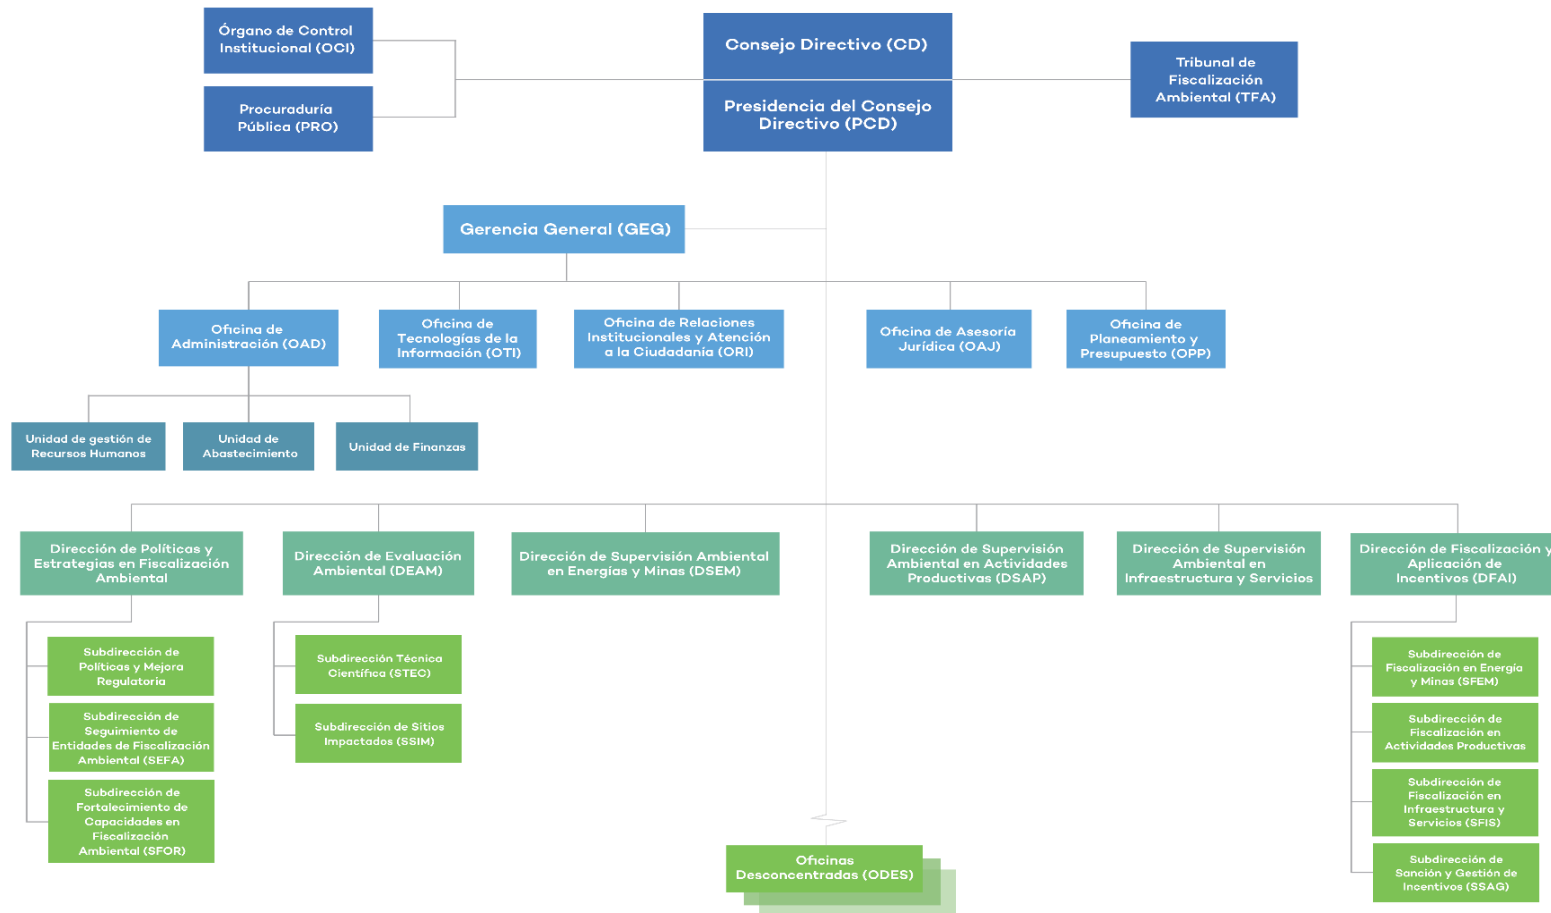 Órgano de Control
Institucional (OCI)
Procuraduría
Pública (PRO)
Consejo Directivo (CD)
Presidencia del Consejo
Directivo (PCD)
Tribunal de
Fiscalización
Ambiental (TFA)
Gerencia General (GEG)
Oficina de
Administración (OAD)
Oficina de
Tecnologías de la
Información (OTI)
Oficina de Relaciones
Institucionales y Atención
a la Ciudadanía (ORI)
Oficina de Asesoría
Jurídica (OAJ)
Oficina de
Planeamiento y
Presupuesto (OPP)
Unidad de gestión de
Recursos Humanos
Unidad de
Abastecimiento
Unidad de Finanzas
Dirección de Políticas y
Estrategias en Fiscalización
Ambiental
Dirección de Evaluación
Ambiental (DEAM)
Dirección de Supervisión Ambiental
en Energías y Minas (DSEM)
Dirección de Supervisión
Ambiental en Actividades
Productivas (DSAP)
Dirección de Supervisión
Ambiental en
Infraestructura y Servicios
Dirección de Fiscalización y
Aplicación de
Incentivos (DFAI)
Subdirección de
Políticas y Mejora
Regulatoria
Subdirección de
Seguimiento de
Entidades de Fiscalización
Ambiental (SEFA)
Subdirección de
Fortalecimiento de
Capacidades en
Fiscalización
Ambiental (SFOR)
Subdirección Técnica
Científica (STEC)
Subdirección de Sitios
Impactados (SSIM)
Subdirección de
Fiscalización en Energía
y Minas (SFEM)
Subdirección de
Fiscalización en
Actividades Productivas
Subdirección de
Fiscalización en
Infraestructura y
Servicios (SFIS)
Subdirección de
Sanción y Gestión de
Incentivos (SSAG)
Oficinas
Desconcentradas (ODES)